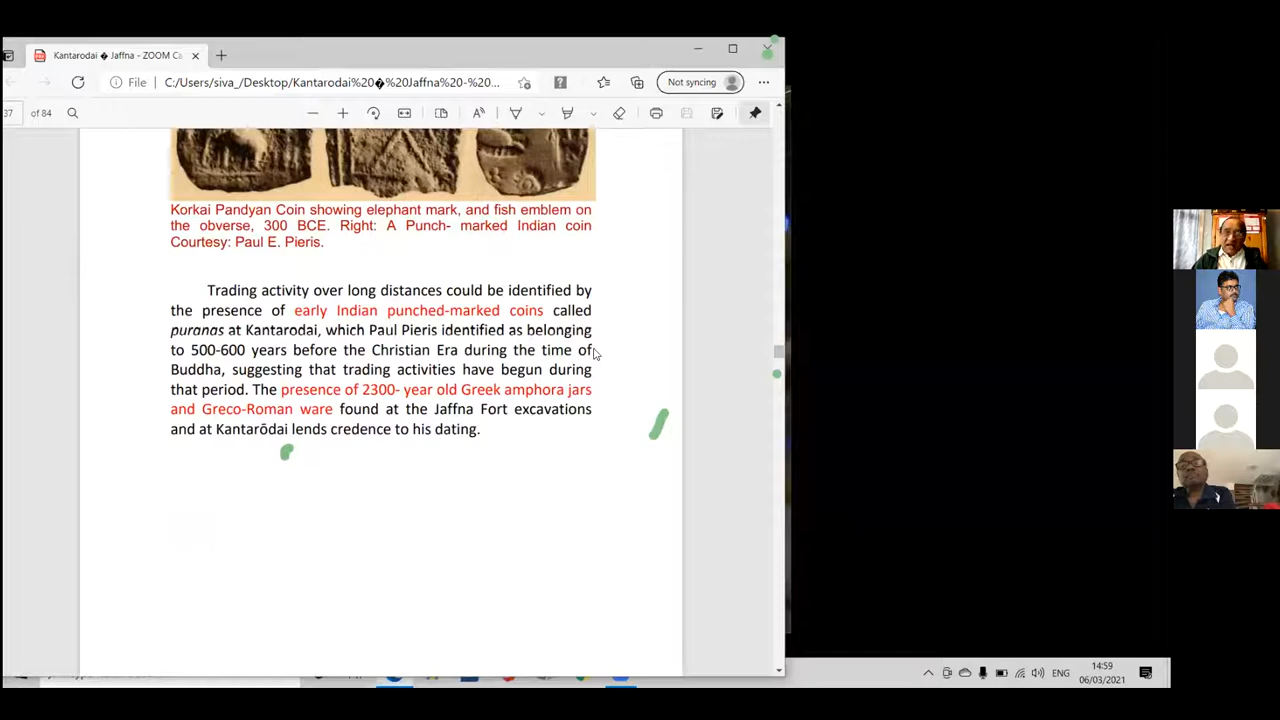 Kantarodai � Jaffna - ZOOM Ca
File C:/Users/siva_/Desktop/Kantarodai%20�%20Jaffna%20-%20... Not syncing
37 of 84
Korkai Pandyan Coin showing elephant mark, and fish emblem on
the obverse, 300 BCE. Right: A Punch- marked Indian coin
Courtesy: Paul E. Pieris.
Trading activity over long distances could be identified by
the presence of early Indian punched-marked coins called
puranas at Kantarodai, which Paul Pieris identified as belonging
to 500-600 years before the Christian Era during the time of
Buddha, suggesting that trading activities have begun during
that period. The presence of 2300- year old Greek amphora jars
and Greco-Roman ware found at the Jaffna Fort excavations
and at Kantarōdai lends credence to his dating.
ENG
14:59
06/03/2021